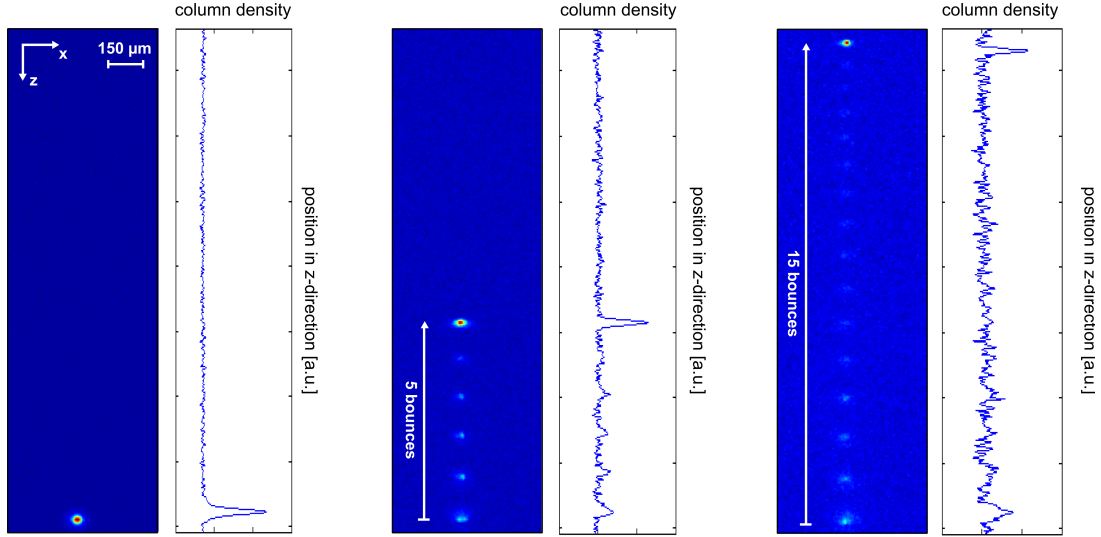 column density
x
z
150 µm
position in z-direction [a.u.]
column density
5 bounces
position in z-direction [a.u.]
column density
15 bounces
position in z-direction [a.u.]